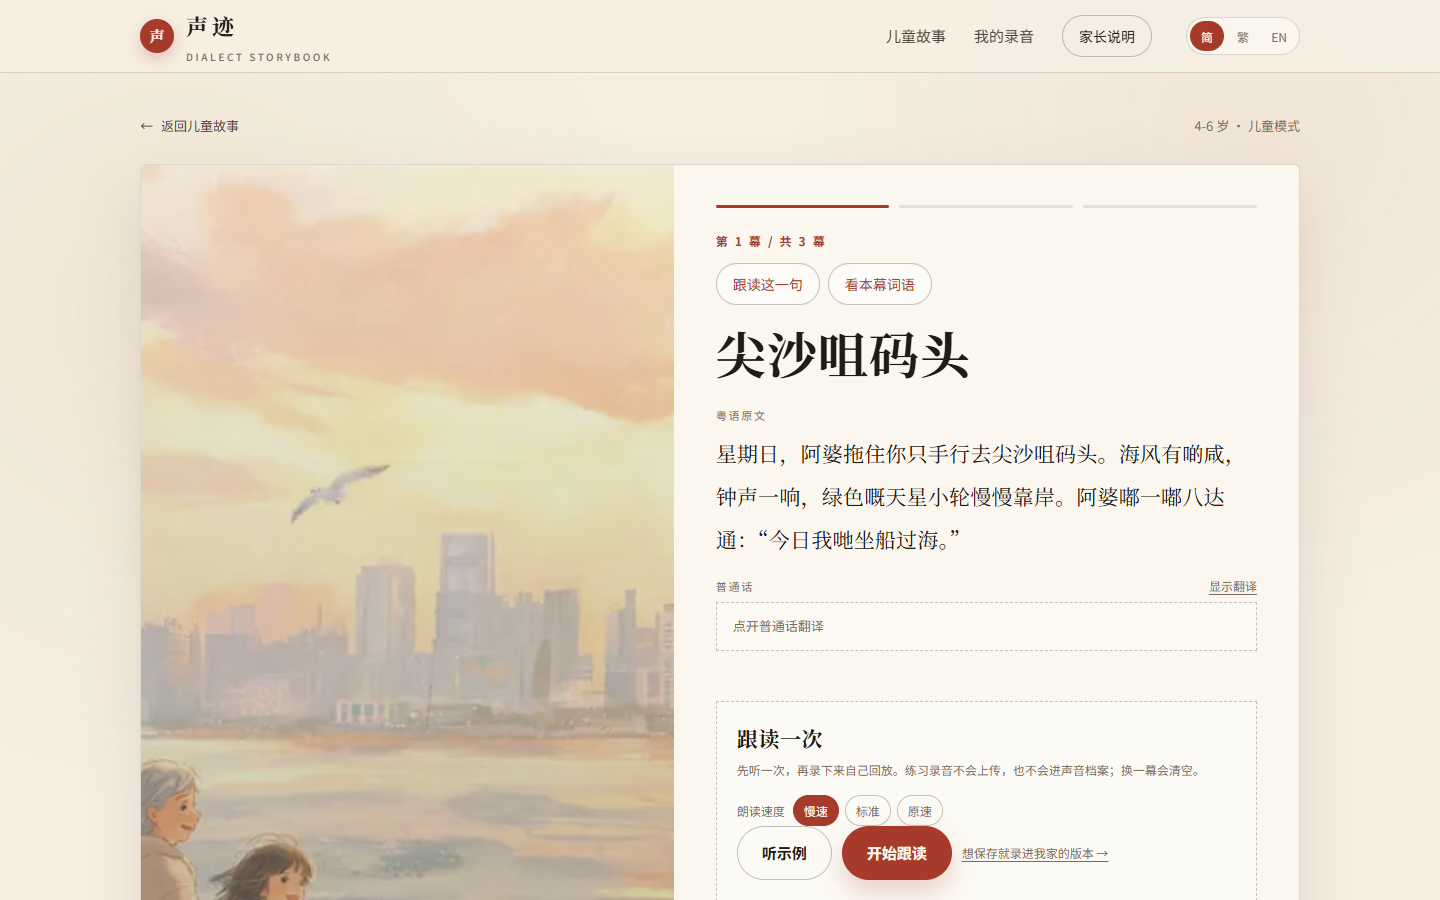 声
声迹
DIALECT STORYBOOK
儿童故事
我的录音
家长说明
简
繁
EN
← 返回儿童故事
4-6 岁 · 儿童模式
第 1 幕 / 共 3 幕
跟读这一句
看本幕词语
尖沙咀码头
粤语原文
星期日，阿婆拖住你只手行去尖沙咀码头。海风有啲咸，
钟声一响，绿色嘅天星小轮慢慢靠岸。阿婆嘟一嘟八达
通：“今日我哋坐船过海。”
普通话
显示翻译
点开普通话翻译
跟读一次
先听一次，再录下来自己回放。练习录音不会上传，也不会进声音档案；换一幕会清空。
朗读速度
慢速
标准
原速
听示例
开始跟读
想保存就录进我家的版本 →